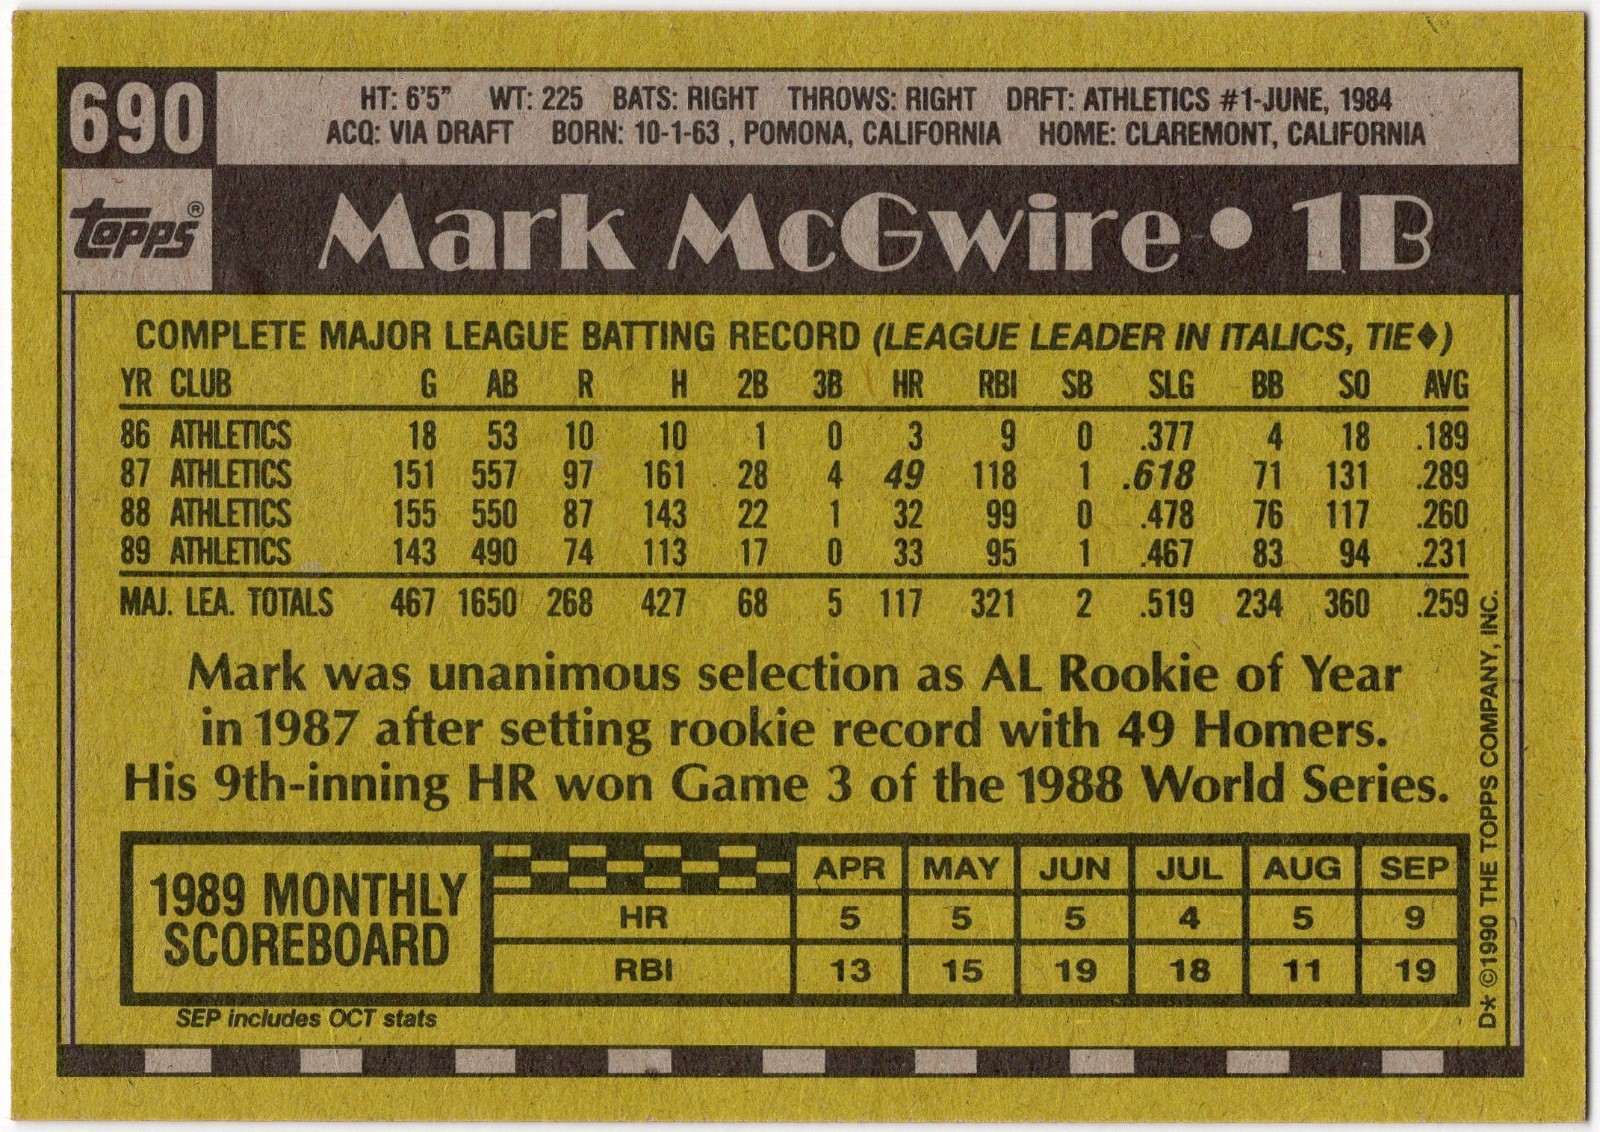 690
HT: 6'5" WT: 225 BATS: RIGHT THROWS: RIGHT DRFT: ATHLETICS #1-JUNE, 1984
ACQ: VIA DRAFT BORN: 10-1-63 , POMONA, CALIFORNIA HOME: CLAREMONT, CALIFORNIA
Topps®
Mark McGwire • 1B
COMPLETE MAJOR LEAGUE BATTING RECORD (LEAGUE LEADER IN ITALICS, TIE♦)
YR CLUB G AB R H 2B 3B HR RBI SB SLG BB SO AVG
86 ATHLETICS 18 53 10 10 1 0 3 9 0 .377 4 18 .189
87 ATHLETICS 151 557 97 161 28 4 49 118 1 .618 71 131 .289
88 ATHLETICS 155 550 87 143 22 1 32 99 0 .478 76 117 .260
89 ATHLETICS 143 490 74 113 17 0 33 95 1 .467 83 94 .231
MAJ. LEA. TOTALS 467 1650 268 427 68 5 117 321 2 .519 234 360 .259
Mark was unanimous selection as AL Rookie of Year
in 1987 after setting rookie record with 49 Homers.
His 9th-inning HR won Game 3 of the 1988 World Series.
1989 MONTHLY
SCOREBOARD
APR MAY JUN JUL AUG SEP
HR 5 5 5 4 5 9
RBI 13 15 19 18 11 19
SEP includes OCT stats
D* ©1990 THE TOPPS COMPANY, INC.